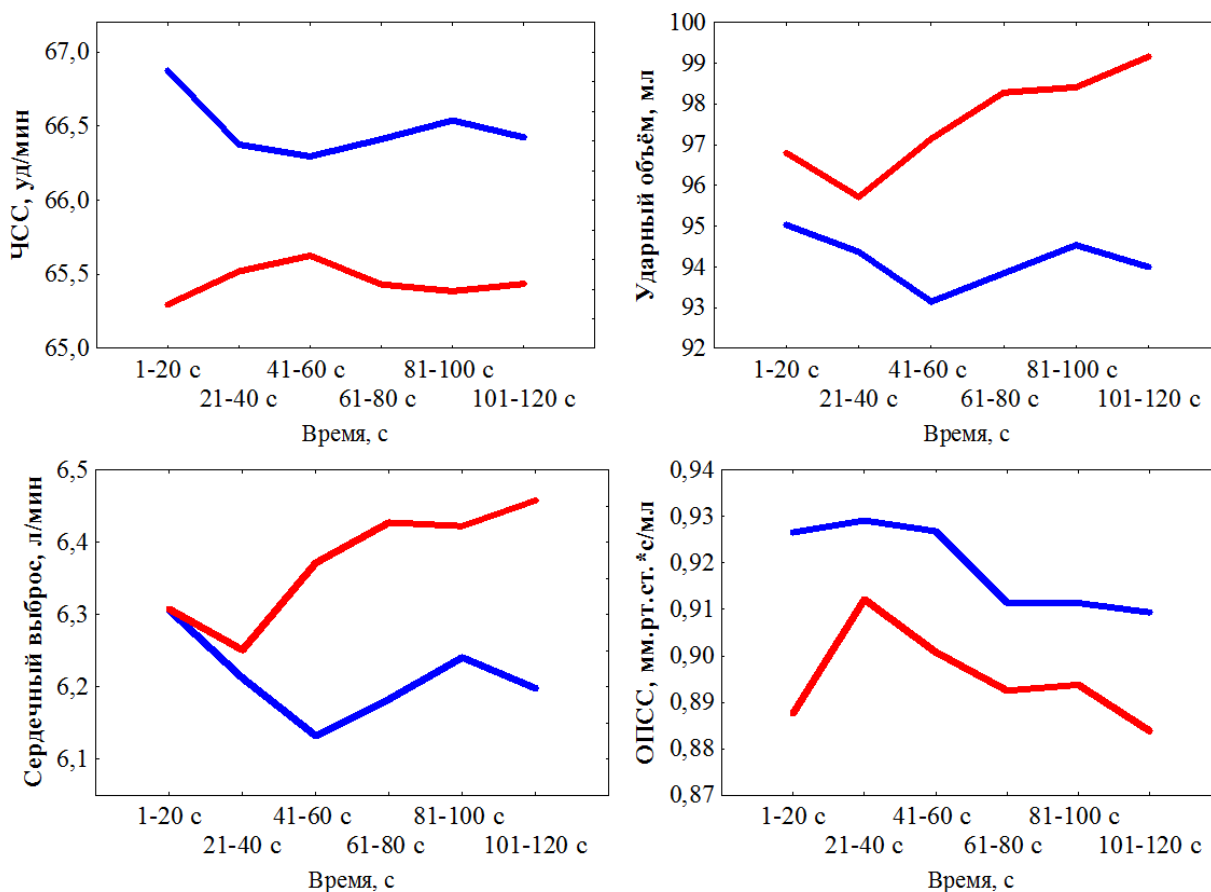 ЧСС, уд/мин
67,0
66,5
66,0
65,5
65,0
1-20 с 41-60 с 81-100 с
21-40 с 61-80 с 101-120 с
Время, с
Ударный объём, мл
100
99
98
97
96
95
94
93
92
1-20 с 41-60 с 81-100 с
21-40 с 61-80 с 101-120 с
Время, с
Сердечный выброс, л/мин
6,5
6,4
6,3
6,2
6,1
1-20 с 41-60 с 81-100 с
21-40 с 61-80 с 101-120 с
Время, с
ОПСС, мм.рт.ст.*с/мл
0,94
0,93
0,92
0,91
0,90
0,89
0,88
0,87
1-20 с 41-60 с 81-100 с
21-40 с 61-80 с 101-120 с
Время, с